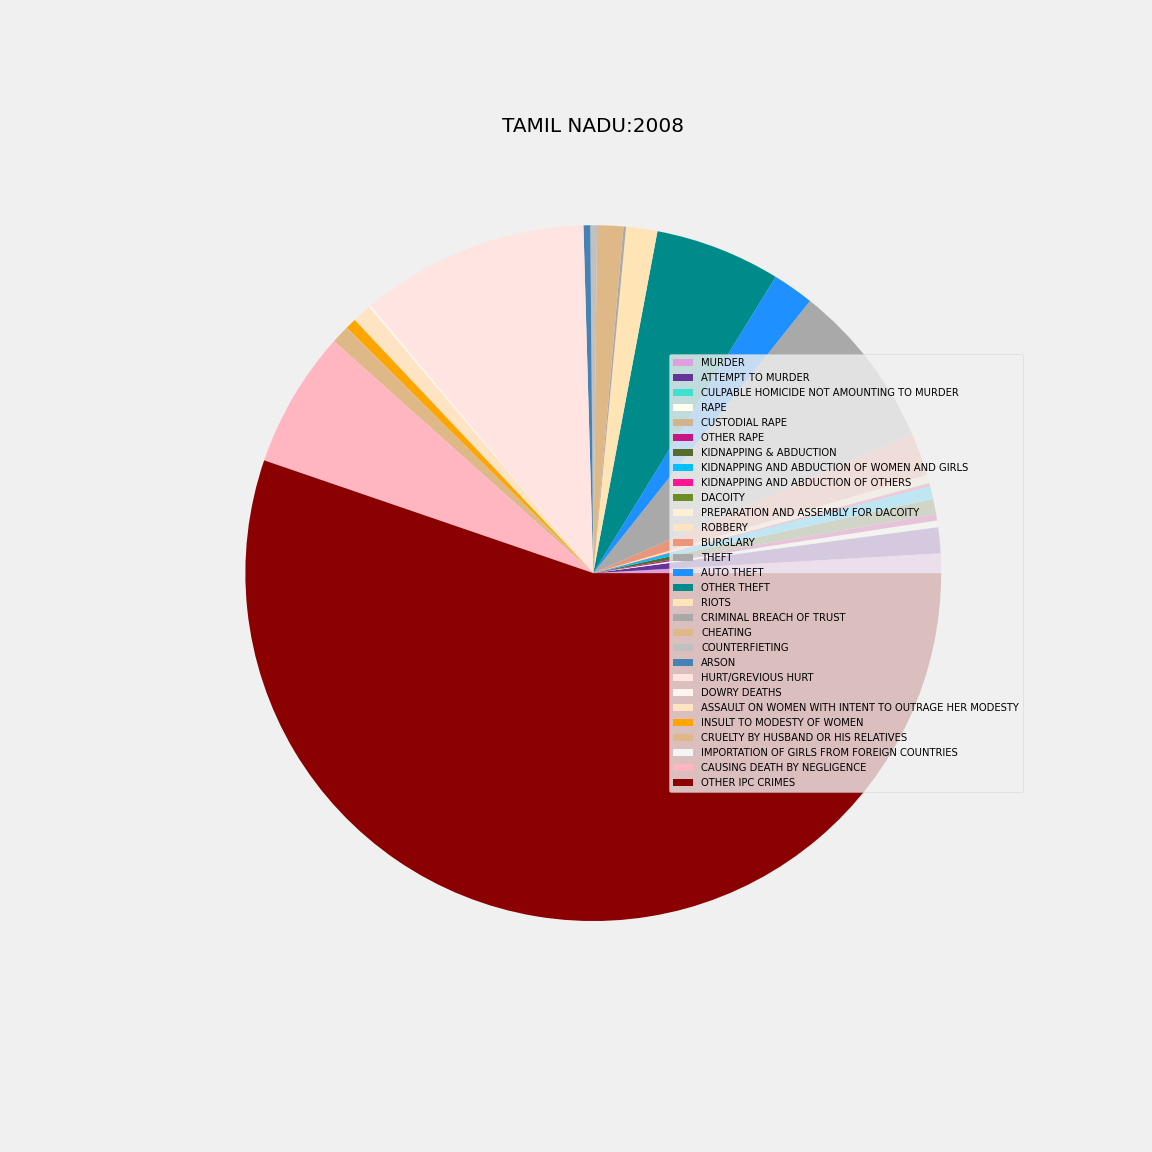 TAMIL NADU:2008
MURDER
ATTEMPT TO MURDER
CULPABLE HOMICIDE NOT AMOUNTING TO MURDER
RAPE
CUSTODIAL RAPE
OTHER RAPE
KIDNAPPING & ABDUCTION
KIDNAPPING AND ABDUCTION OF WOMEN AND GIRLS
KIDNAPPING AND ABDUCTION OF OTHERS
DACOITY
PREPARATION AND ASSEMBLY FOR DACOITY
ROBBERY
BURGLARY
THEFT
AUTO THEFT
OTHER THEFT
RIOTS
CRIMINAL BREACH OF TRUST
CHEATING
COUNTERFIETING
ARSON
HURT/GREVIOUS HURT
DOWRY DEATHS
ASSAULT ON WOMEN WITH INTENT TO OUTRAGE HER MODESTY
INSULT TO MODESTY OF WOMEN
CRUELTY BY HUSBAND OR HIS RELATIVES
IMPORTATION OF GIRLS FROM FOREIGN COUNTRIES
CAUSING DEATH BY NEGLIGENCE
OTHER IPC CRIMES